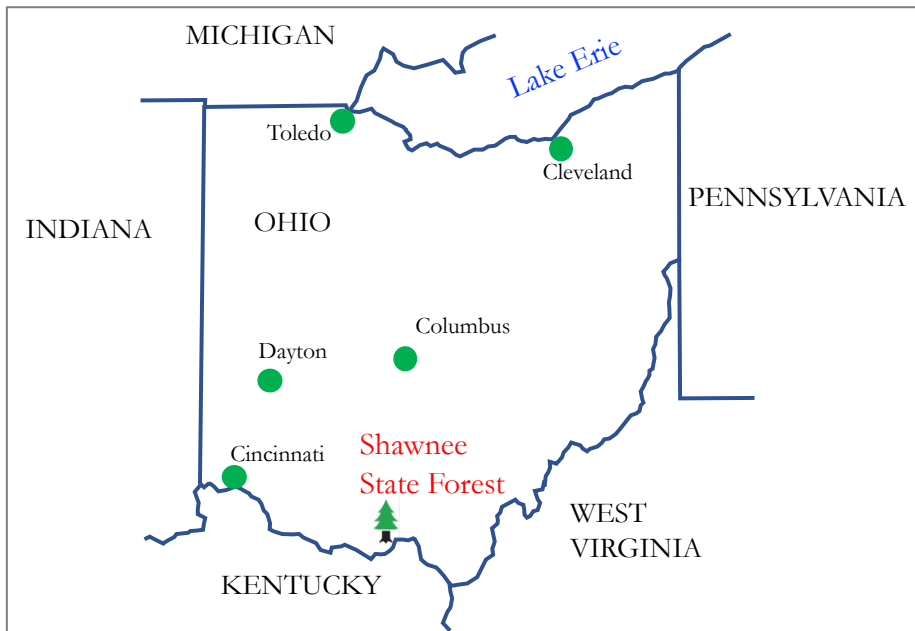 MICHIGAN
Lake Erie
Toledo
Cleveland
PENNSYLVANIA
INDIANA
OHIO
Columbus
Dayton
Shawnee
State Forest
Cincinnati
WEST
VIRGINIA
KENTUCKY